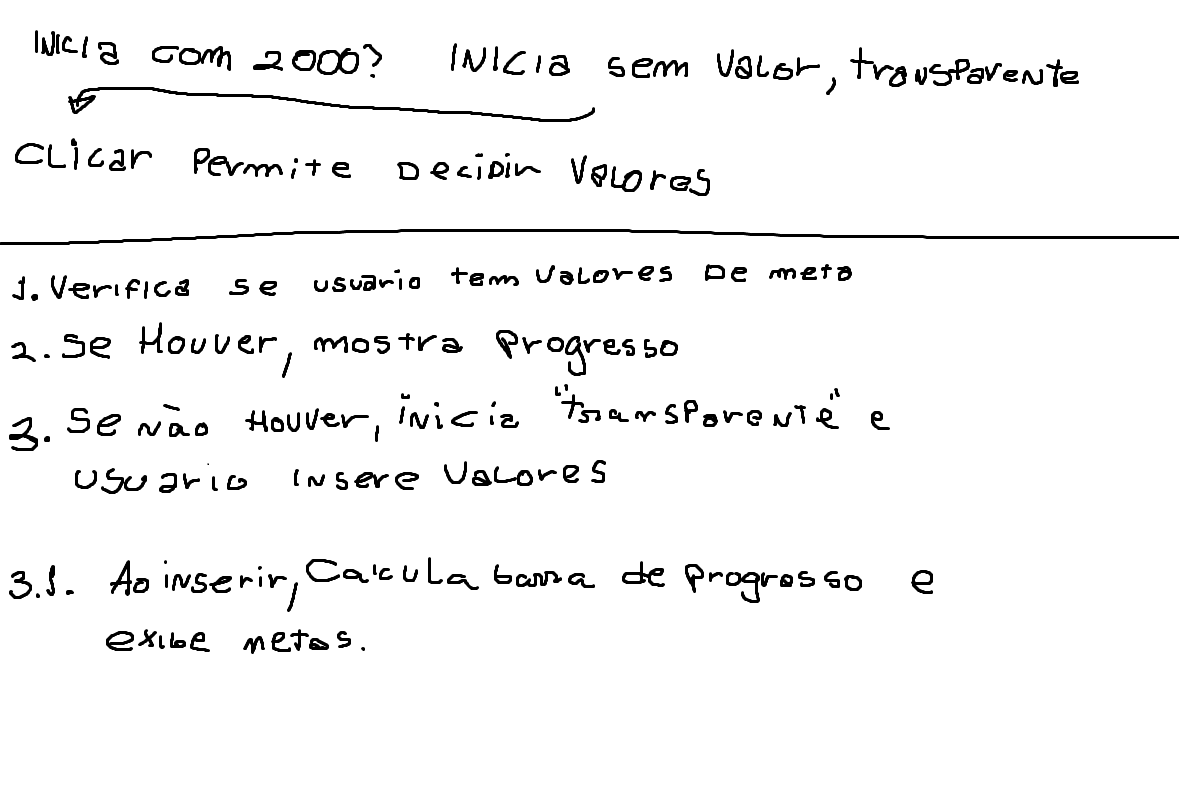 Inicia com 2000? Inicia sem valor, transparente
Clicar permite decidir valores
1. Verifica se usuário tem valores de meta
2. Se houver, mostra progresso
3. Se não houver, inicia "transparente" e
usuario insere valores
3.1. Ao inserir, calcula barra de progresso e
exibe metas.